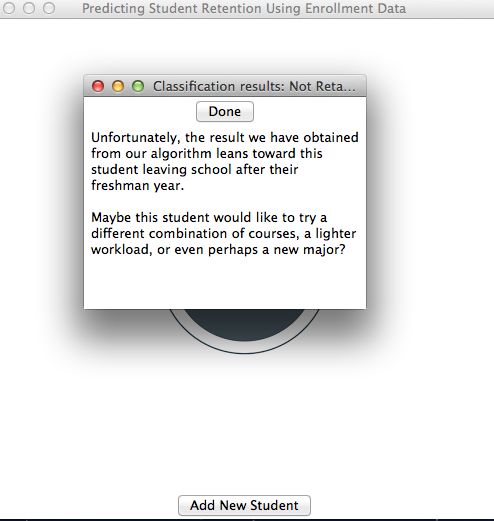 Predicting Student Retention Using Enrollment Data
Classification results: Not Reta...
Done
Unfortunately, the result we have obtained
from our algorithm leans toward this
student leaving school after their
freshman year.
Maybe this student would like to try a
different combination of courses, a lighter
workload, or even perhaps a new major?
Add New Student